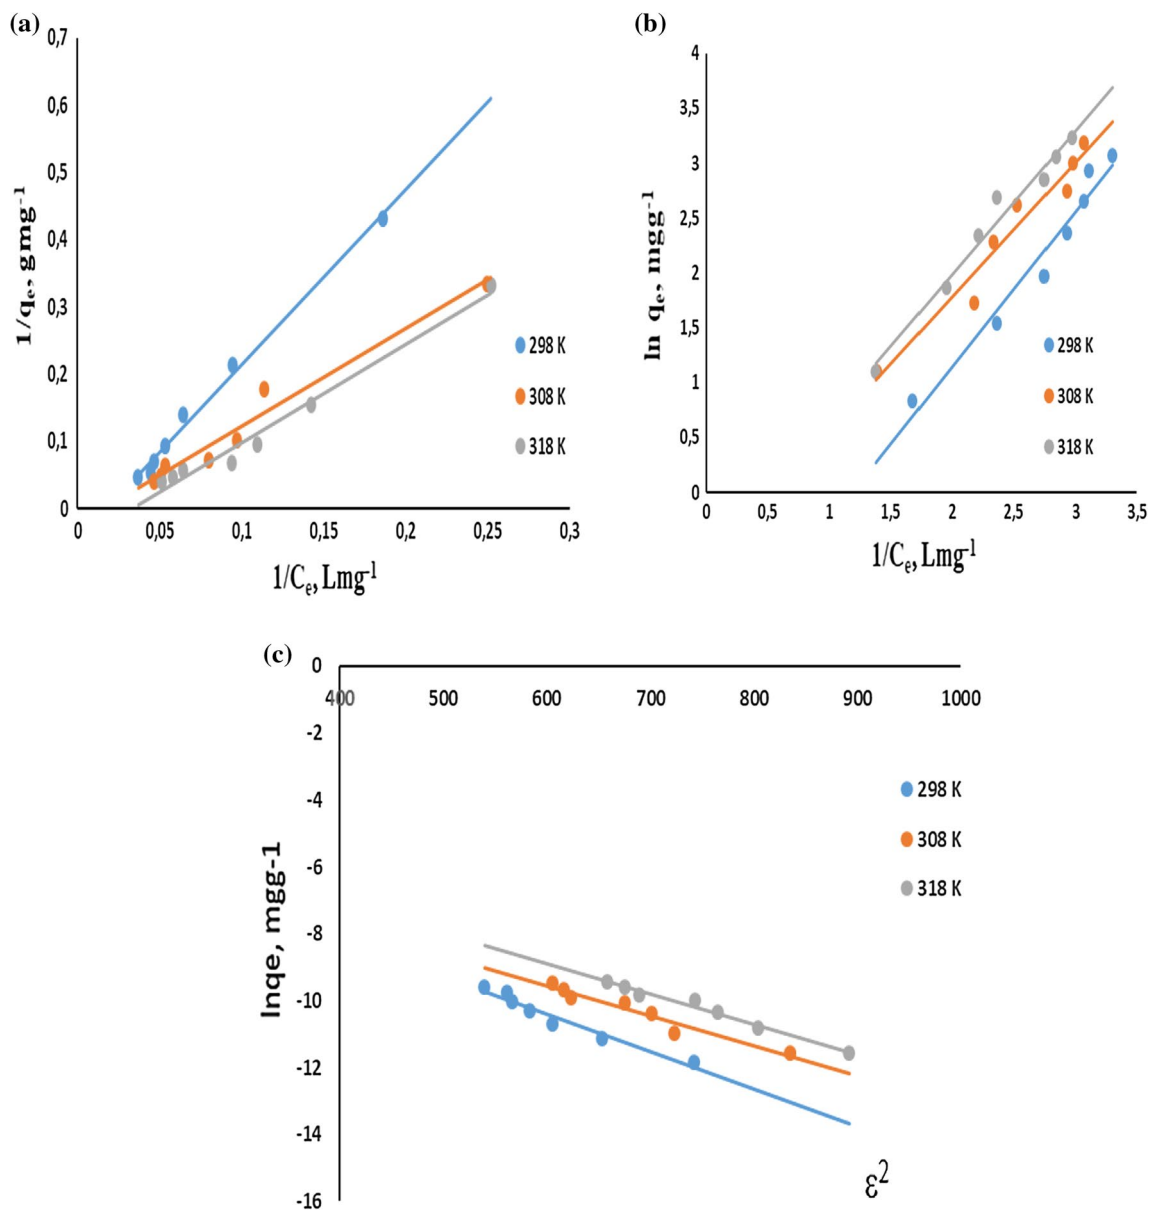 (a)
0,7
0,6
0,5
0,4
0,3
0,2
0,1
0
1/qe, gmg-1
0 0,05 0,1 0,15 0,2 0,25 0,3
1/Ce, Lmg-1
298 K
308 K
318 K
(b)
4
3,5
3
2,5
2
1,5
1
0,5
0
ln qe, mgg-1
0 0,5 1 1,5 2 2,5 3 3,5
1/Ce, Lmg-1
298 K
308 K
318 K
(c)
0
-2
-4
-6
-8
-10
-12
-14
-16
lnqe, mgg-1
400 500 600 700 800 900 1000
298 K
308 K
318 K
ε2